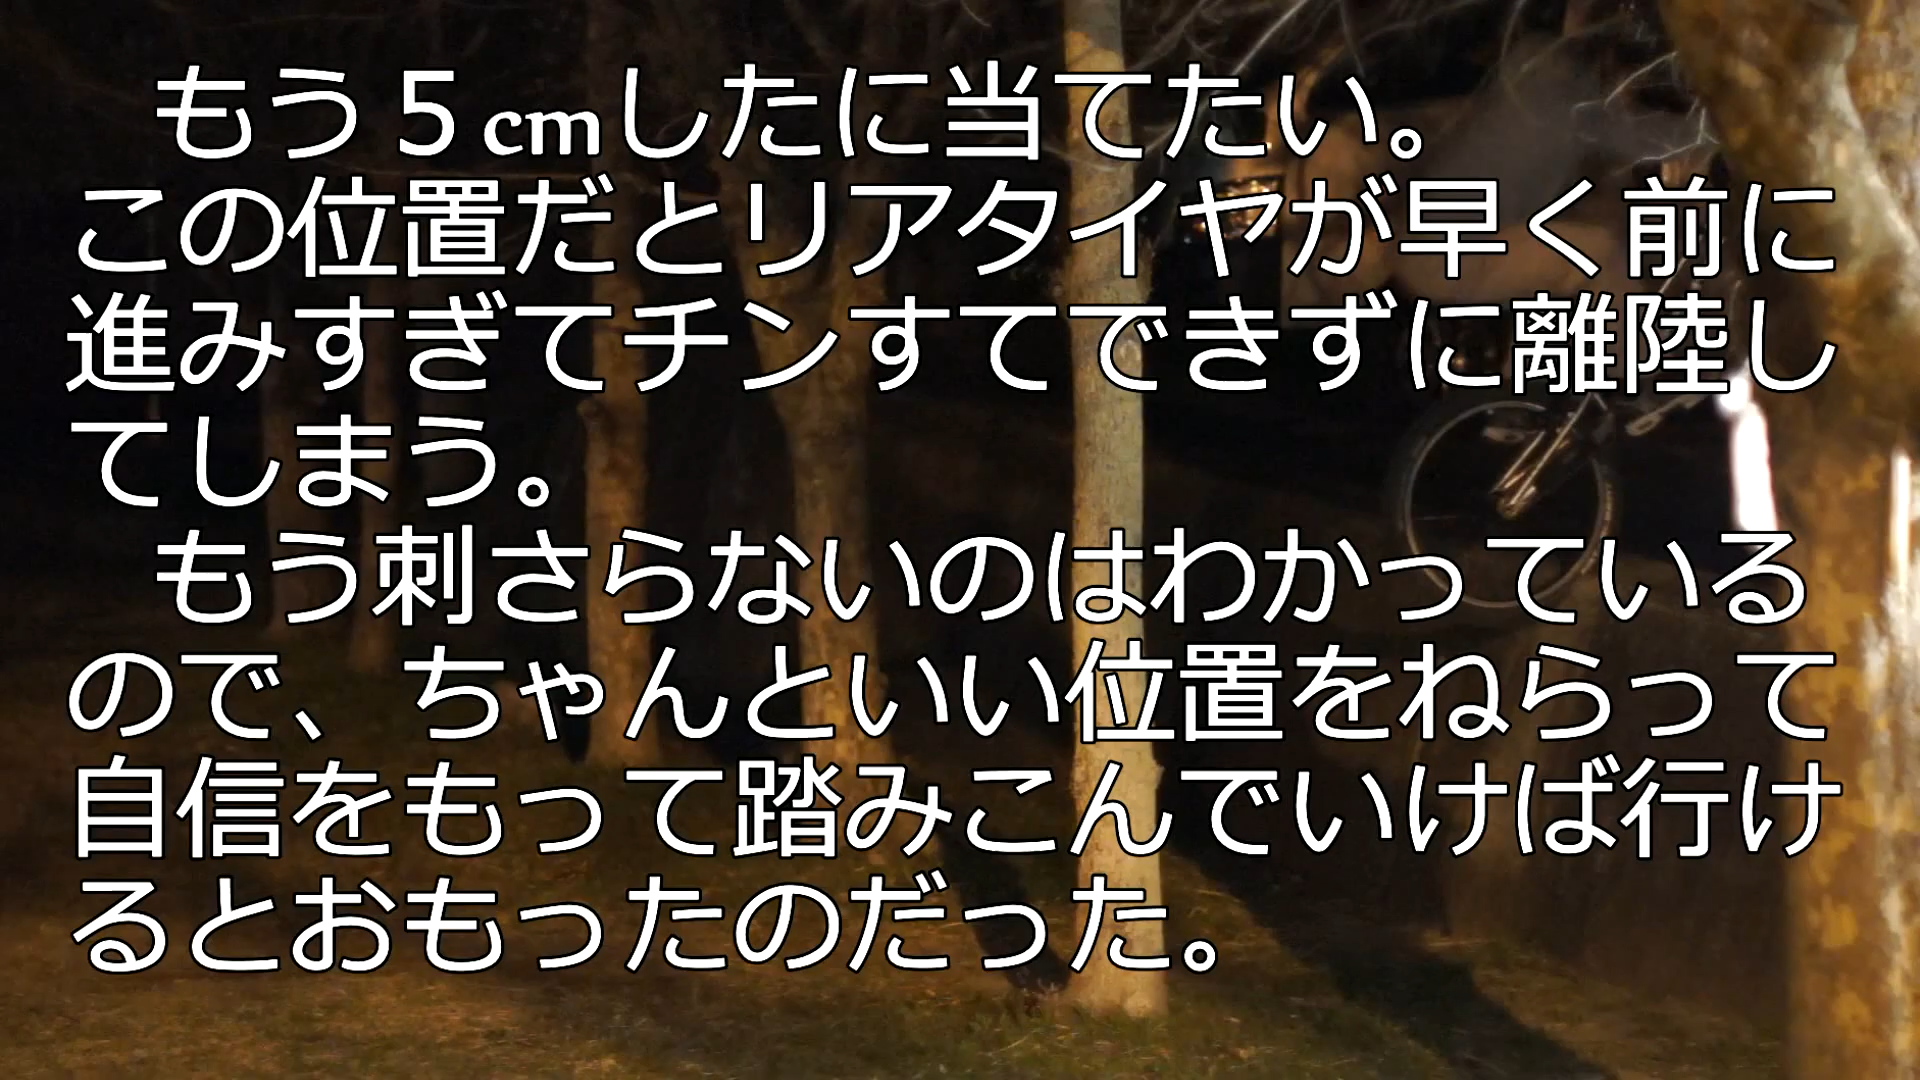 もう５cmしたに当てたい。
この位置だとリアタイヤが早く前に
進みすぎてチンすてできずに離陸し
てしまう。
もう刺さらないのはわかっている
ので、ちゃんといい位置をねらって
自信をもって踏みこんでいけば行け
るとおもったのだった。